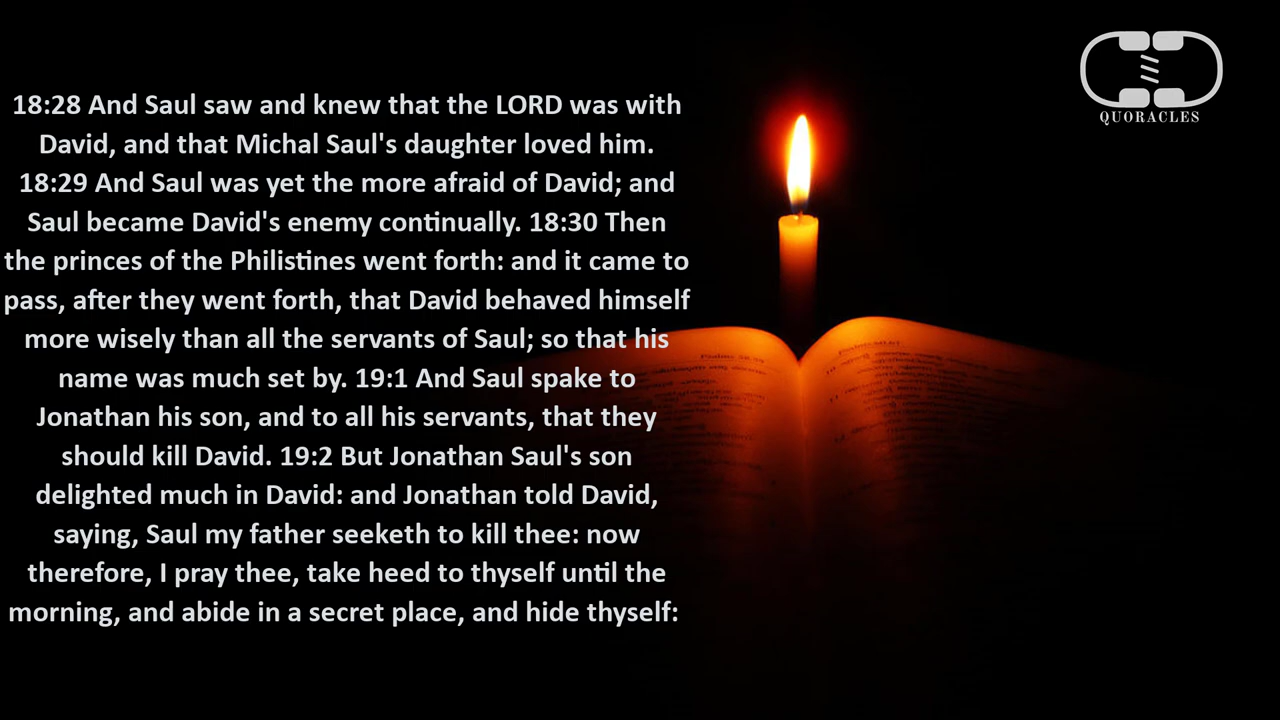 18:28 And Saul saw and knew that the LORD was with
David, and that Michal Saul's daughter loved him.
18:29 And Saul was yet the more afraid of David; and
Saul became David's enemy continually. 18:30 Then
the princes of the Philistines went forth: and it came to
pass, after they went forth, that David behaved himself
more wisely than all the servants of Saul; so that his
name was much set by. 19:1 And Saul spake to
Jonathan his son, and to all his servants, that they
should kill David. 19:2 But Jonathan Saul's son
delighted much in David: and Jonathan told David,
saying, Saul my father seeketh to kill thee: now
therefore, I pray thee, take heed to thyself until the
morning, and abide in a secret place, and hide thyself:
QUORACLES